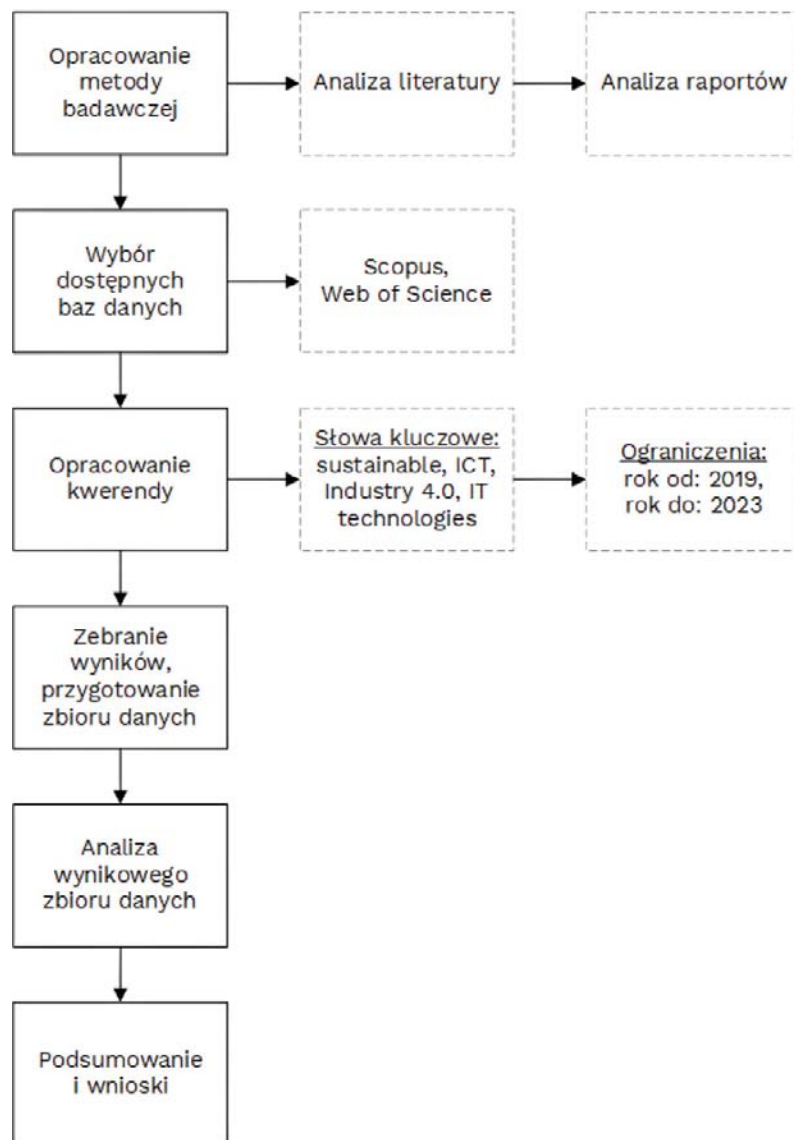 Opracowanie
metody
badawczej
Analiza literatury
Analiza raportów
Wybór
dostępnych
baz danych
Scopus,
Web of Science
Opracowanie
kwerendy
Słowa kluczowe:
sustainable, ICT,
Industry 4.0, IT
technologies
Ograniczenia:
rok od: 2019,
rok do: 2023
Zebranie
wyników,
przygotowanie
zbioru danych
Analiza
wynikowego
zbioru danych
Podsumowanie
i wnioski